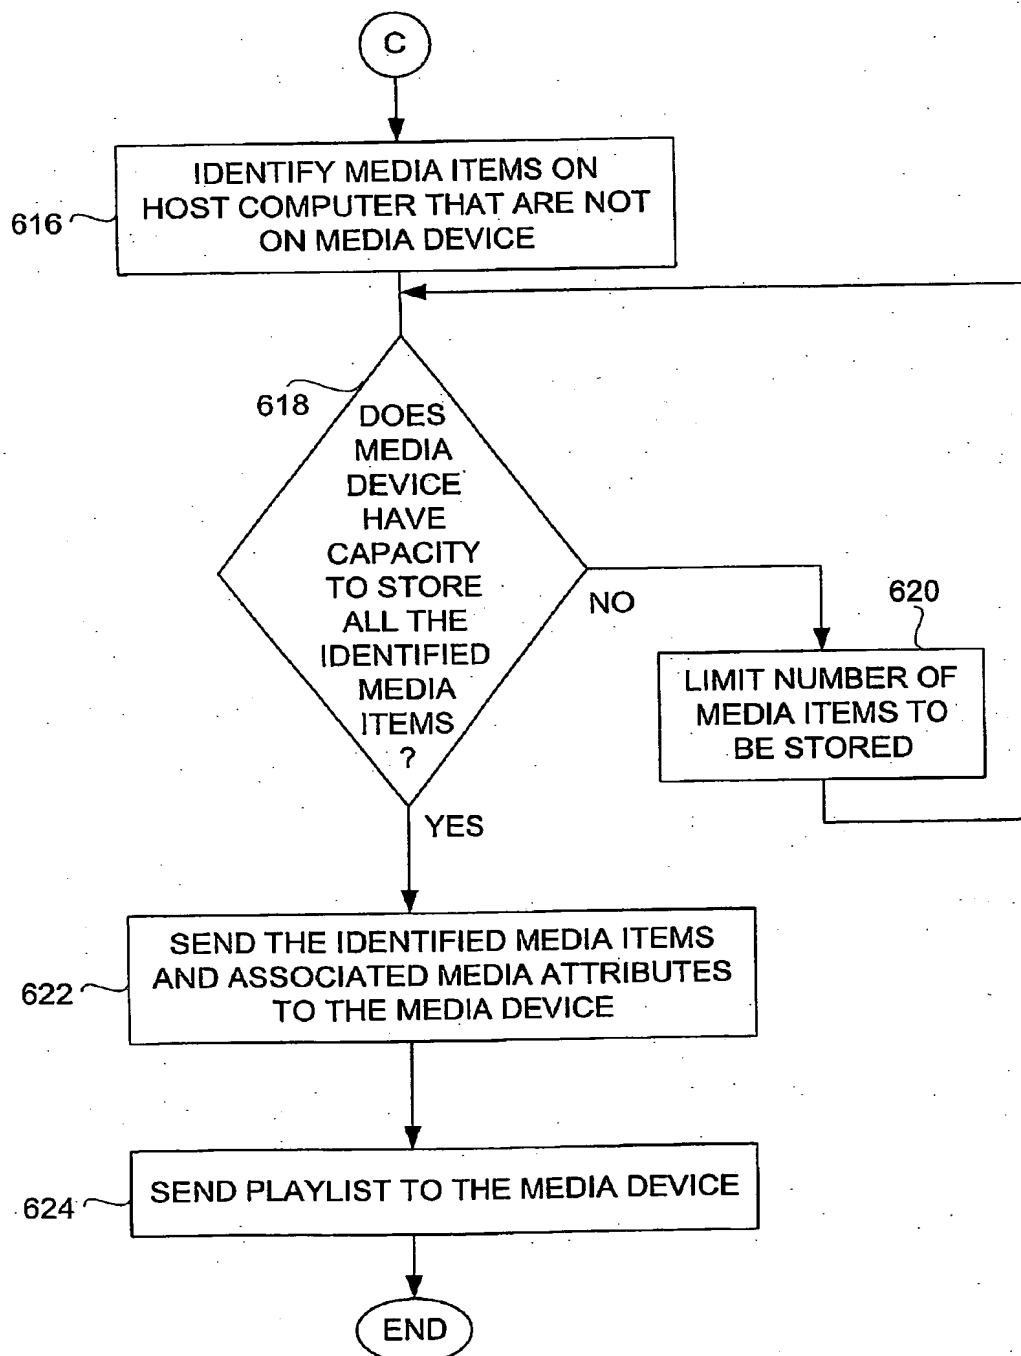 C
IDENTIFY MEDIA ITEMS ON
HOST COMPUTER THAT ARE NOT
ON MEDIA DEVICE
616
618
DOES
MEDIA
DEVICE
HAVE
CAPACITY
TO STORE
ALL THE
IDENTIFIED
MEDIA
ITEMS
?
NO
620
LIMIT NUMBER OF
MEDIA ITEMS TO
BE STORED
YES
SEND THE IDENTIFIED MEDIA ITEMS
AND ASSOCIATED MEDIA ATTRIBUTES
TO THE MEDIA DEVICE
622
SEND PLAYLIST TO THE MEDIA DEVICE
624
END